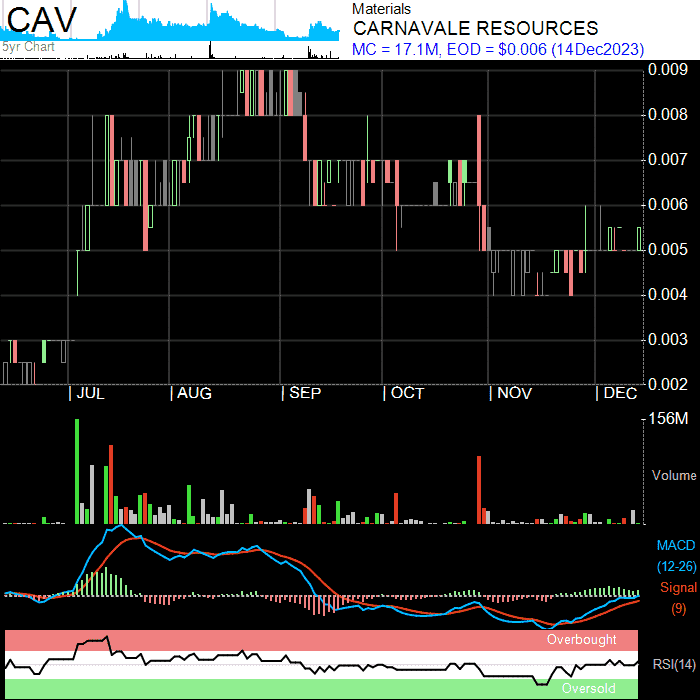 CAV
5yr Chart
Materials
CARNAVALE RESOURCES
MC = 17.1M, EOD = $0.006 (14Dec2023)
0.009
0.008
0.007
0.006
0.005
0.004
0.003
0.002
JUL AUG SEP OCT NOV DEC
156M
Volume
MACD
(12-26)
Signal
(9)
Overbought
RSI(14)
Oversold